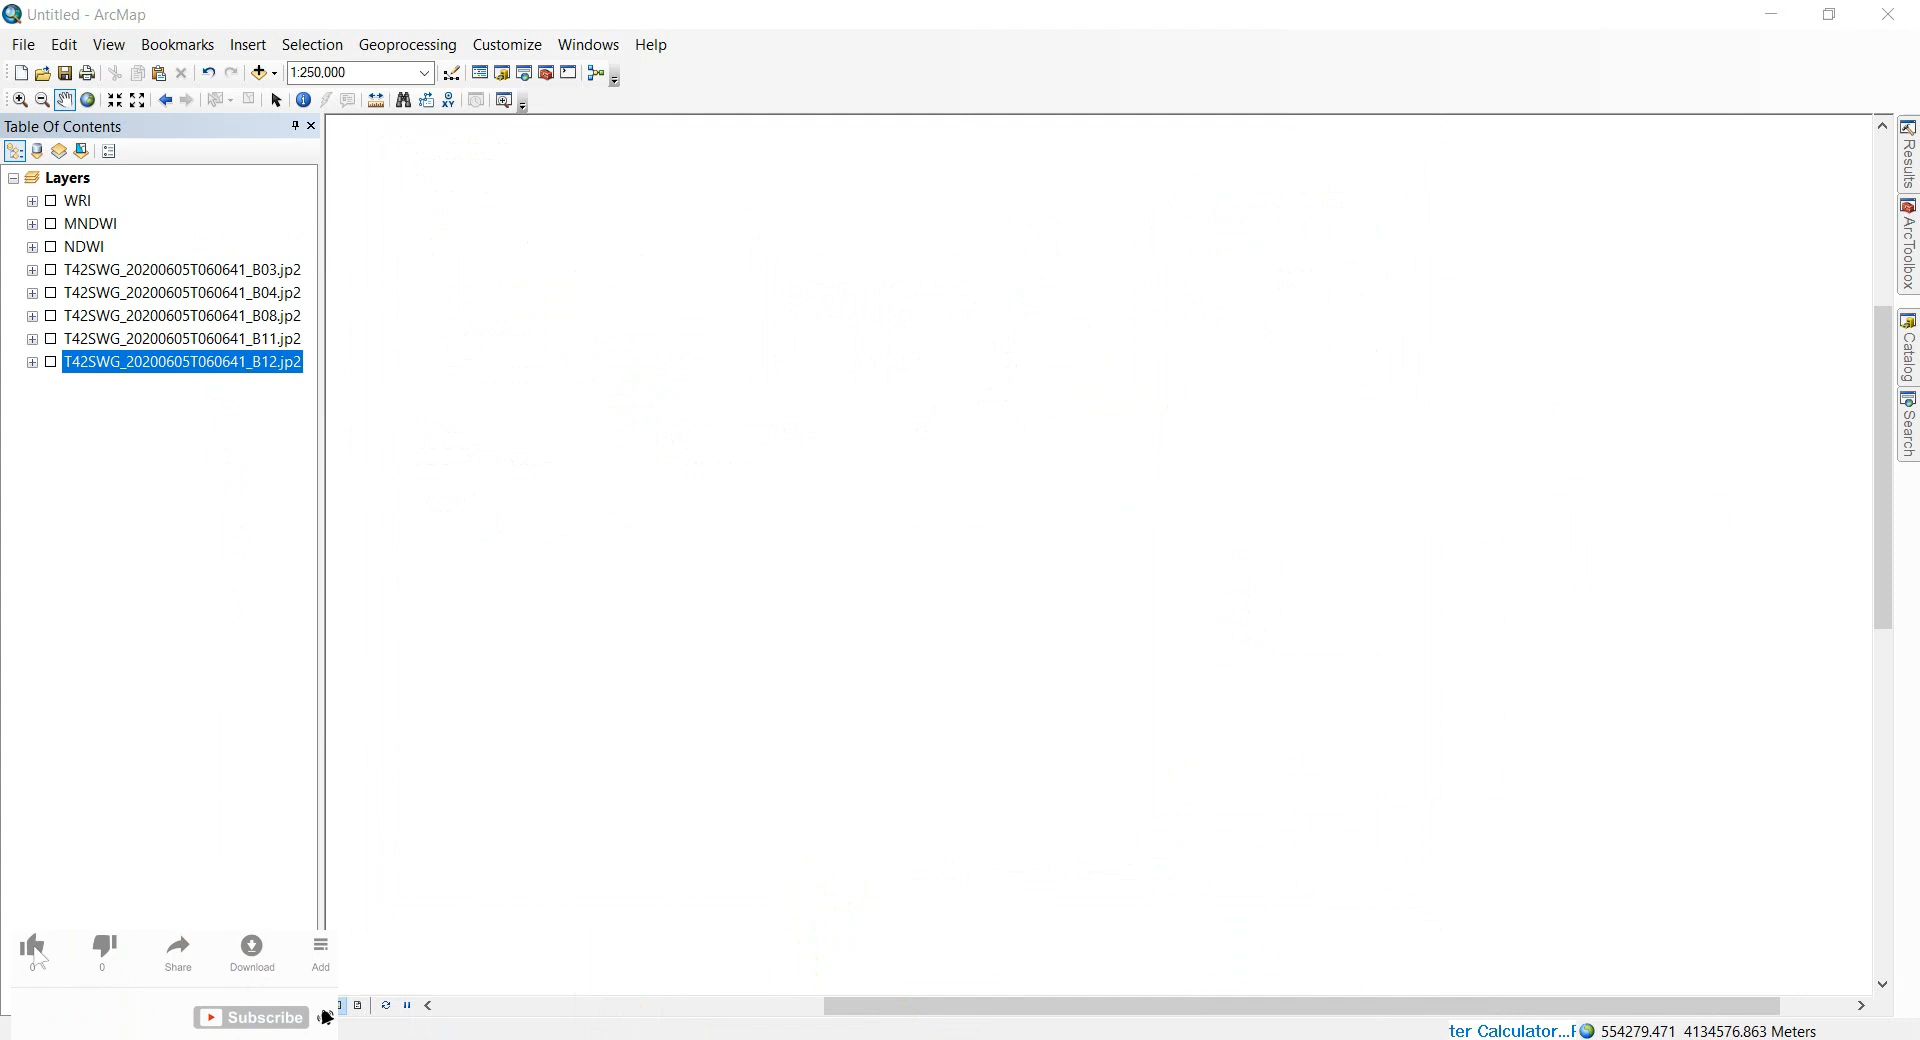 Untitled - ArcMap
File Edit View Bookmarks Insert Selection Geoprocessing Customize Windows Help
1:250,000
Table Of Contents
Layers
WRI
MNDWI
NDWI
T42SWG_20200605T060641_B03.jp2
T42SWG_20200605T060641_B04.jp2
T42SWG_20200605T060641_B08.jp2
T42SWG_20200605T060641_B11.jp2
T42SWG_20200605T060641_B12.jp2
Results
ArcToolbox
Catalog
Search
0 0 Share Download Add
Subscribe
ter Calculator... 554279.471 4134576.863 Meters